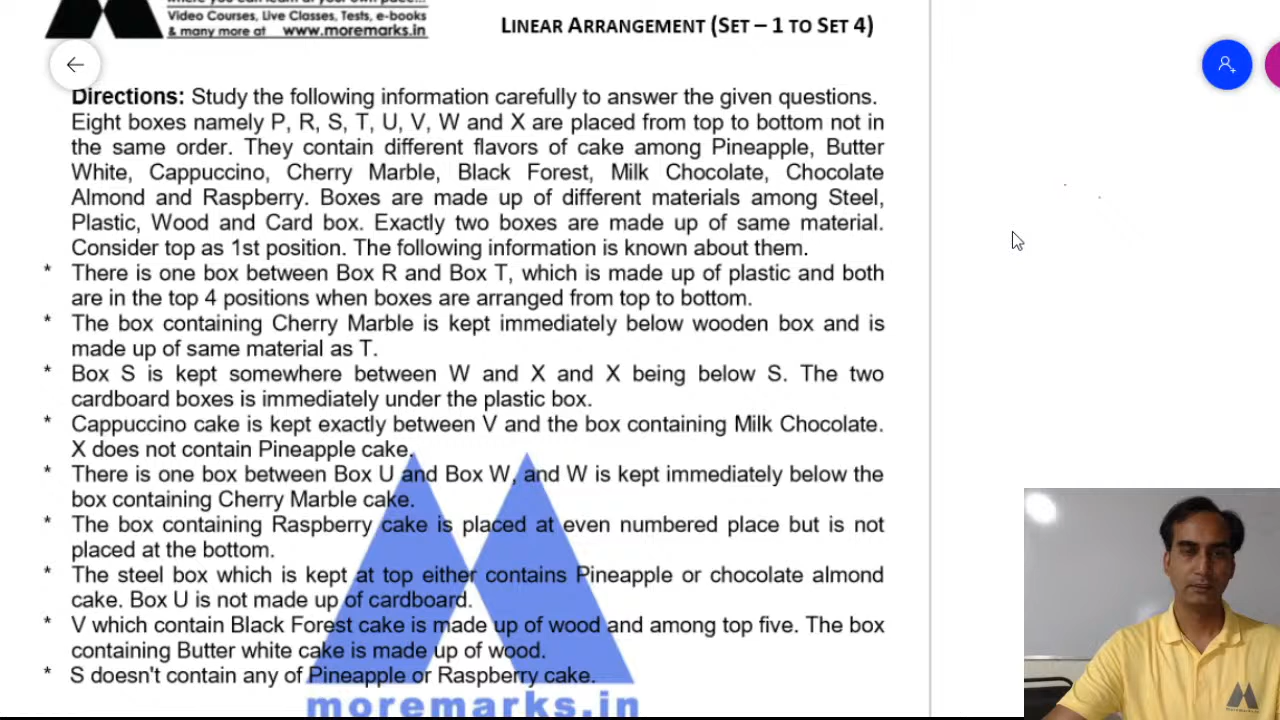 Video Courses, Live Classes, Tests, e-books
& many more at www.moremarks.in
LINEAR ARRANGEMENT (SET – 1 TO SET 4)
Directions: Study the following information carefully to answer the given questions.
Eight boxes namely P, R, S, T, U, V, W and X are placed from top to bottom not in
the same order. They contain different flavors of cake among Pineapple, Butter
White, Cappuccino, Cherry Marble, Black Forest, Milk Chocolate, Chocolate
Almond and Raspberry. Boxes are made up of different materials among Steel,
Plastic, Wood and Card box. Exactly two boxes are made up of same material.
Consider top as 1st position. The following information is known about them.
* There is one box between Box R and Box T, which is made up of plastic and both
are in the top 4 positions when boxes are arranged from top to bottom.
* The box containing Cherry Marble is kept immediately below wooden box and is
made up of same material as T.
* Box S is kept somewhere between W and X and X being below S. The two
cardboard boxes is immediately under the plastic box.
* Cappuccino cake is kept exactly between V and the box containing Milk Chocolate.
X does not contain Pineapple cake.
* There is one box between Box U and Box W, and W is kept immediately below the
box containing Cherry Marble cake.
* The box containing Raspberry cake is placed at even numbered place but is not
placed at the bottom.
* The steel box which is kept at top either contains Pineapple or chocolate almond
cake. Box U is not made up of cardboard.
* V which contain Black Forest cake is made up of wood and among top five. The box
containing Butter white cake is made up of wood.
* S doesn't contain any of Pineapple or Raspberry cake.
moremarks.in